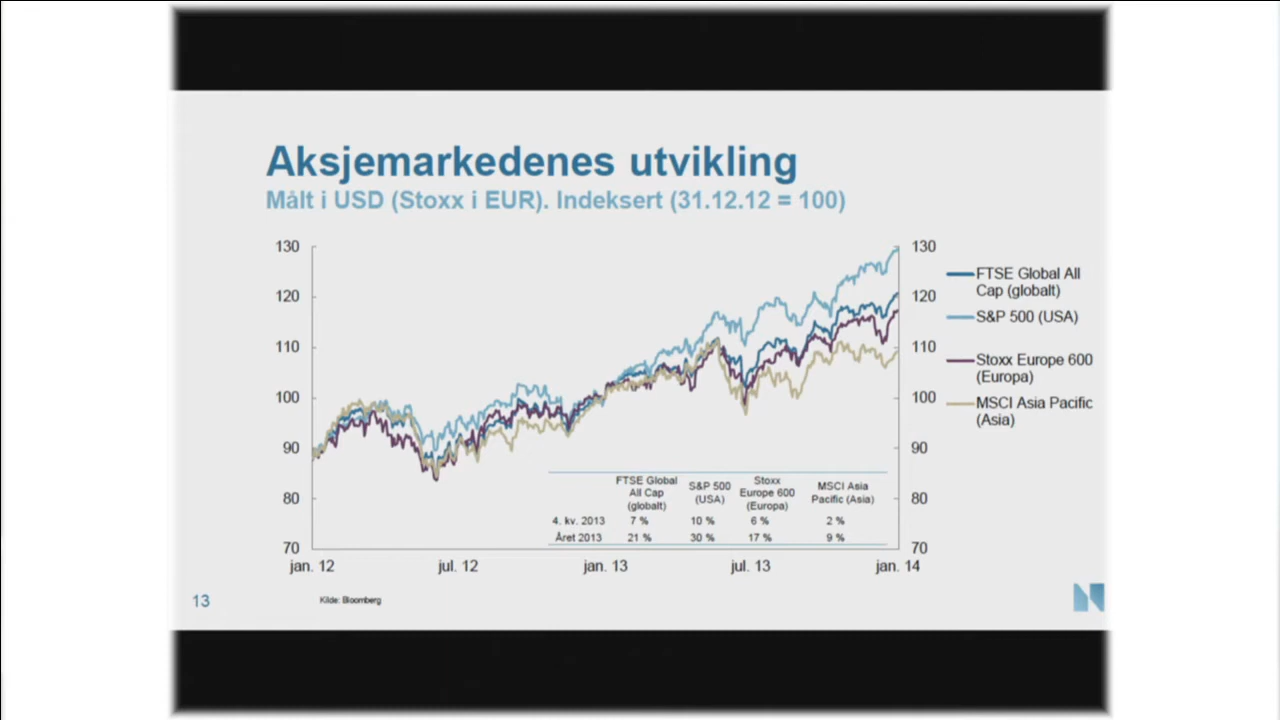 Aksjemarkedenes utvikling
Målt i USD (Stoxx i EUR). Indeksert (31.12.12 = 100)
130
120
110
100
90
80
70
130
120
110
100
90
80
70
FTSE Global All
Cap (globalt)
S&P 500 (USA)
Stoxx Europe 600
(Europa)
MSCI Asia Pacific
(Asia)
FTSE Global
All Cap
(globalt)
S&P 500
(USA)
Stoxx
Europe 600
(Europa)
MSCI Asia
Pacific (Asia)
4. kv. 2013 7 % 10 % 6 % 2 %
Året 2013 21 % 30 % 17 % 9 %
jan. 12 jul. 12 jan. 13 jul. 13 jan. 14
13
Kilde: Bloomberg